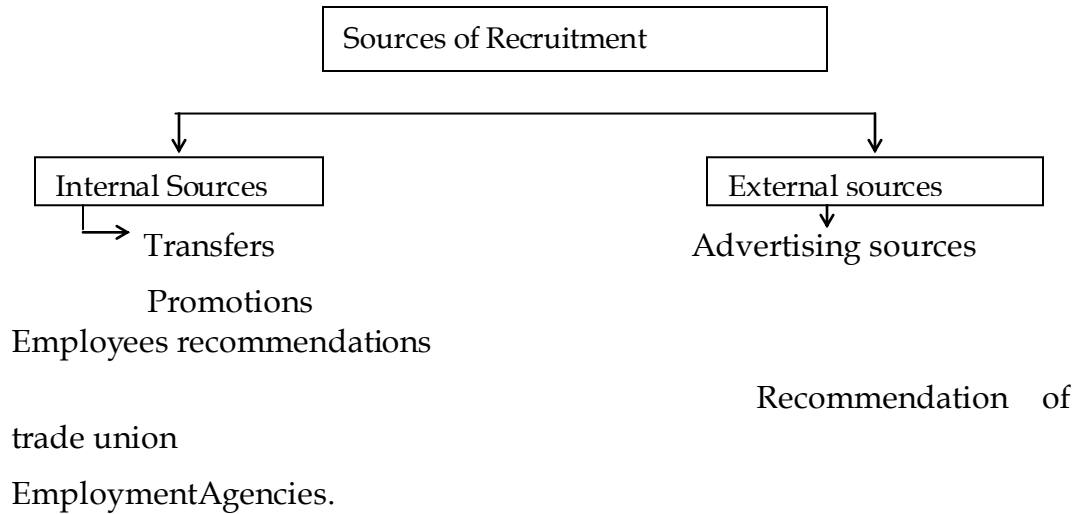 Sources of Recruitment
Internal Sources
External sources
Transfers
Advertising sources
Promotions
Employees recommendations
Recommendation of
trade union
EmploymentAgencies.